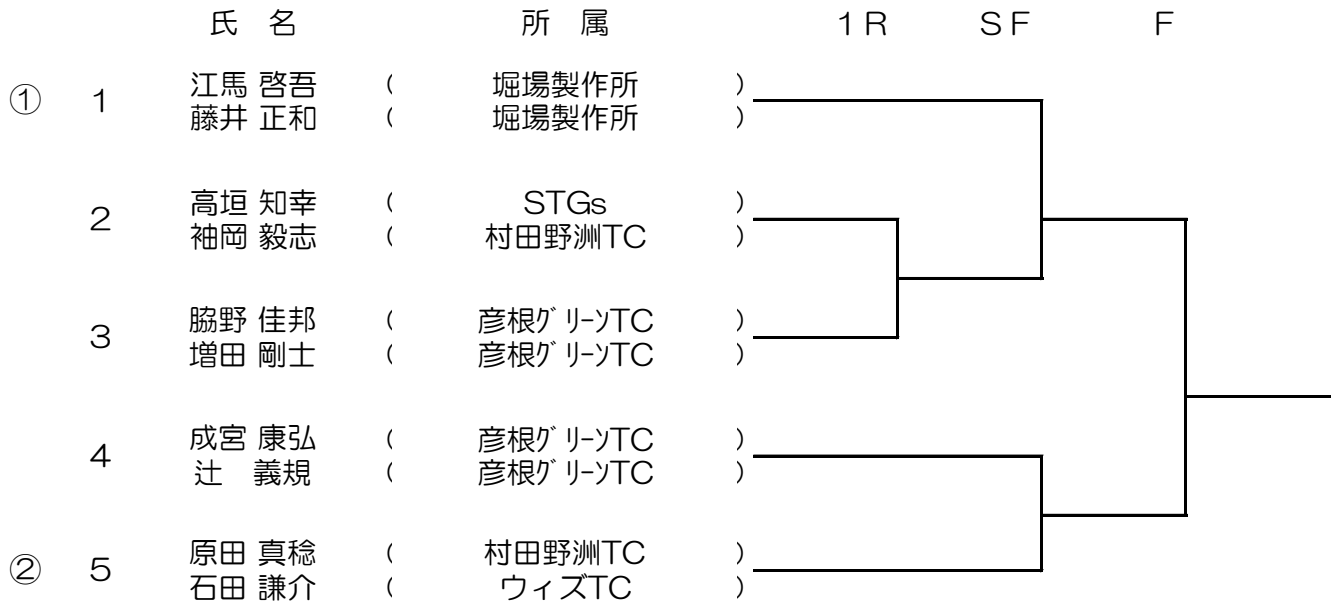 氏 名 所 属 1R SF F
① 1 江馬 啓吾 ( 堀場製作所 )
藤井 正和 ( 堀場製作所 )
2 高垣 知幸 ( STGs )
袖岡 毅志 ( 村田野洲TC )
3 脇野 佳邦 ( 彦根グリーンTC )
増田 剛士 ( 彦根グリーンTC )
4 成宮 康弘 ( 彦根グリーンTC )
辻 義規 ( 彦根グリーンTC )
② 5 原田 真稔 ( 村田野洲TC )
石田 謙介 ( ウィズTC )